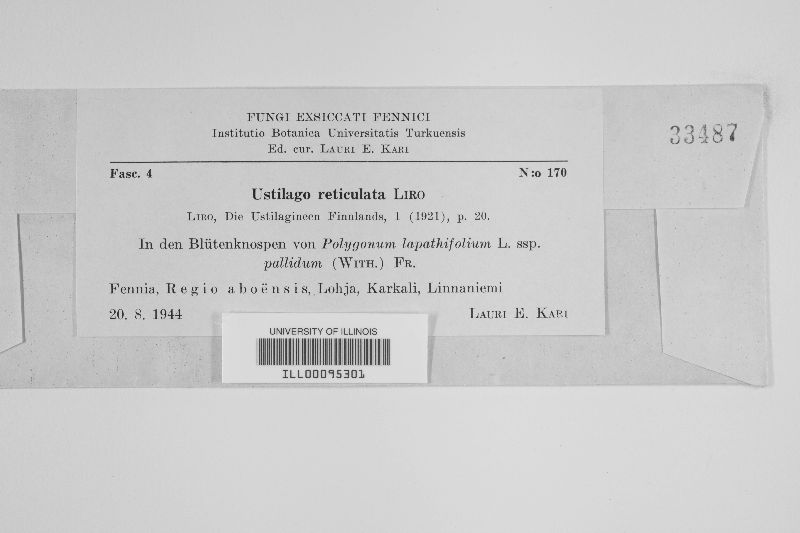 FUNGI EXSICCATI FENNICI
Institutio Botanica Universitatis Turkuensis
Ed. cur. LAURI E. KARI
33487
Fasc. 4 N:o 170
Ustilago reticulata LIRO
LIRO, Die Ustilagineen Finnlands, 1 (1921), p. 20.
In den Blütenknospen von Polygonum lapathifolium L. ssp.
pallidum (WITH.) FR.
Fennia, Regio aboënsis, Lohja, Karkali, Linnaniemi
20. 8. 1944 LAURI E. KARI
UNIVERSITY OF ILLINOIS
ILL00095301